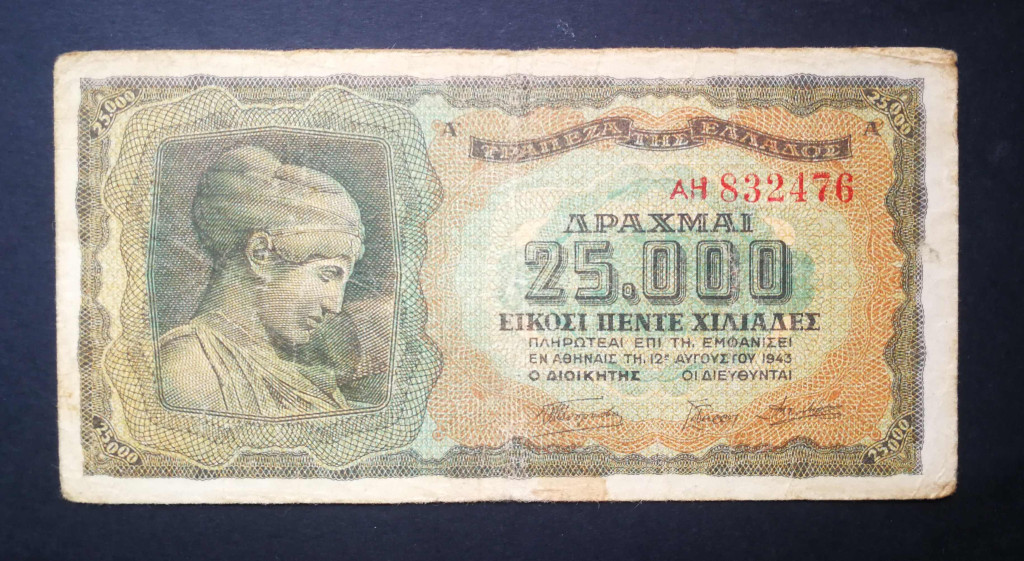 25.000
25.000
Α
Α
ΤΡΑΠΕΖΑ ΤΗΣ ΕΛΛΑΔΟΣ
ΑΗ 832476
ΔΡΑΧΜΑΙ
25.000
ΕΙΚΟΣΙ ΠΕΝΤΕ ΧΙΛΙΑΔΕΣ
ΠΛΗΡΩΤΕΑΙ ΕΠΙ ΤΗ, ΕΜΦΑΝΙΣΕΙ
ΕΝ ΑΘΗΝΑΙΣ ΤΗ, 12ῃ ΑΥΓΟΥΣΤΟΥ 1943
Ο ΔΙΟΙΚΗΤΗΣ ΟΙ ΔΙΕΥΘΥΝΤΑΙ
25.000
25.000